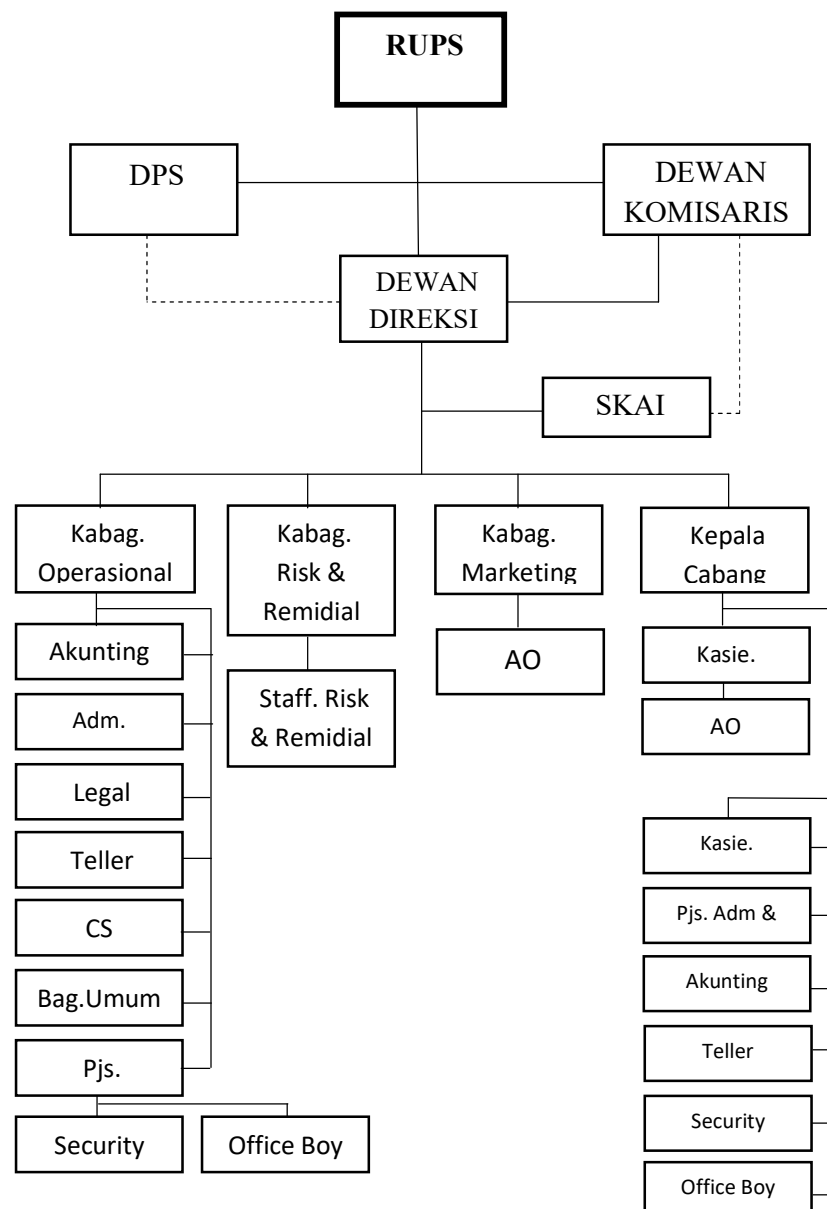 RUPS
DPS
DEWAN
KOMISARIS
DEWAN
DIREKSI
SKAI
Kabag.
Operasional
Kabag.
Risk &
Remidial
Kabag.
Marketing
Kepala
Cabang
Akunting
Adm.
Legal
Teller
CS
Bag.Umum
Pjs.
Security
Office Boy
Staff. Risk
& Remidial
AO
Kasie.
AO
Kasie.
Pjs. Adm &
Akunting
Teller
Security
Office Boy